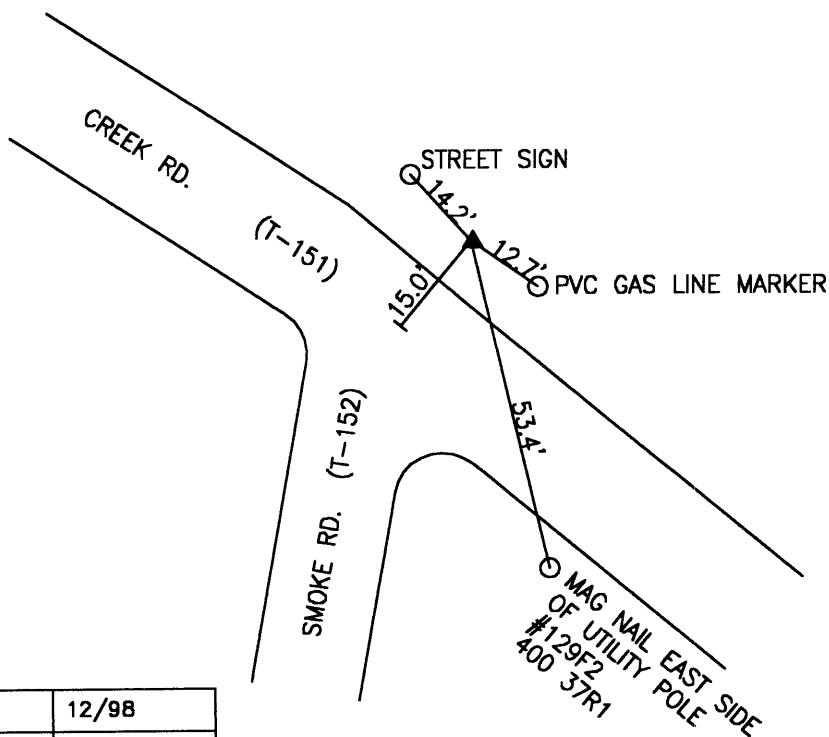 CREEK RD.
(T-151)
STREET SIGN
14.2'
12.7'
15.0'
PVC GAS LINE MARKER
53.4'
SMOKE RD. (T-152)
MAG NAIL EAST SIDE
OF UTILITY POLE
#129F2
400 37R1
12/98